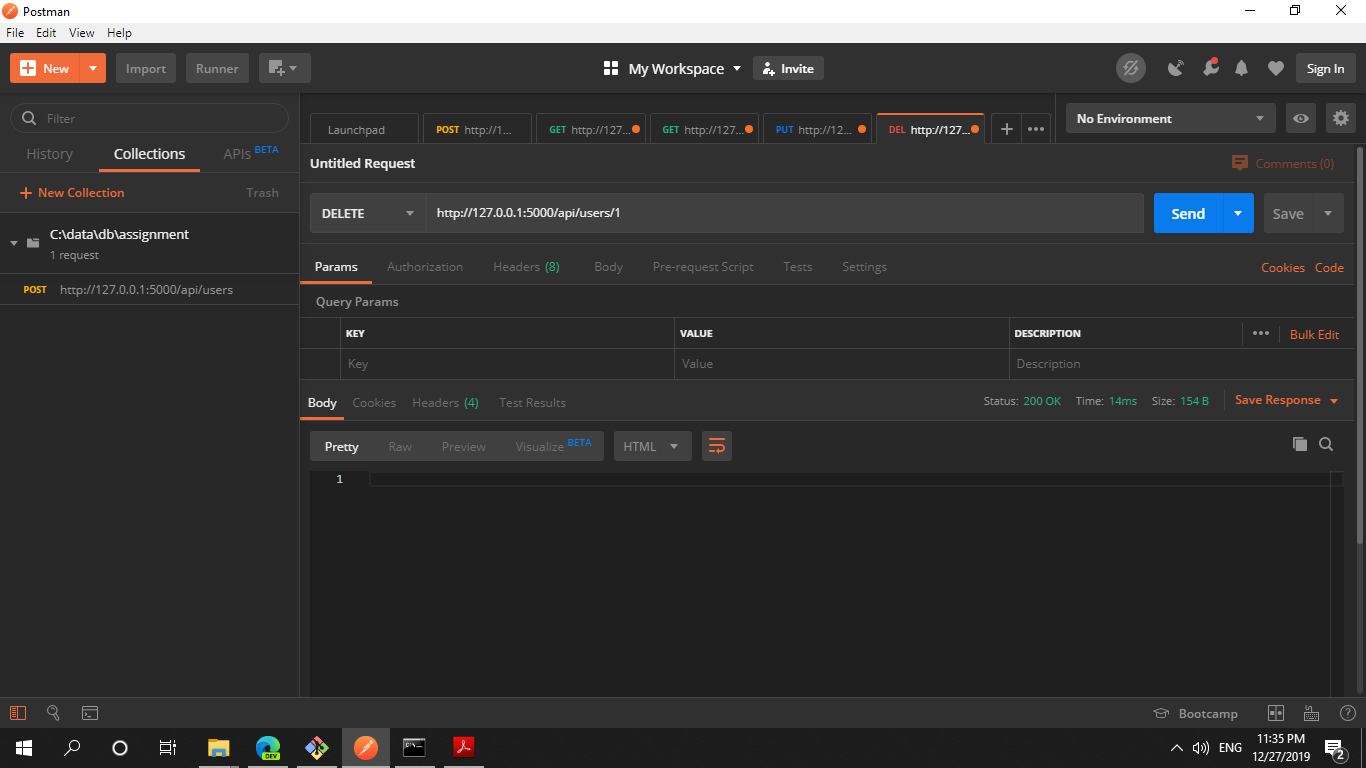 Postman
File Edit View Help
New Import Runner My Workspace Invite Sign In
Filter
History Collections APIs BETA
New Collection Trash
C:\data\db\assignment
1 request
POST http://127.0.0.1:5000/api/users
Launchpad POST http://1... GET http://127... GET http://127... PUT http://12... DEL http://127... No Environment
Untitled Request Comments (0)
DELETE http://127.0.0.1:5000/api/users/1 Send Save
Params Authorization Headers (8) Body Pre-request Script Tests Settings Cookies Code
Query Params
KEY VALUE DESCRIPTION Bulk Edit
Key Value Description
Body Cookies Headers (4) Test Results Status: 200 OK Time: 14ms Size: 154 B Save Response
Pretty Raw Preview Visualize BETA HTML
1
Bootcamp
DEV ENG 11:35 PM
12/27/2019 2